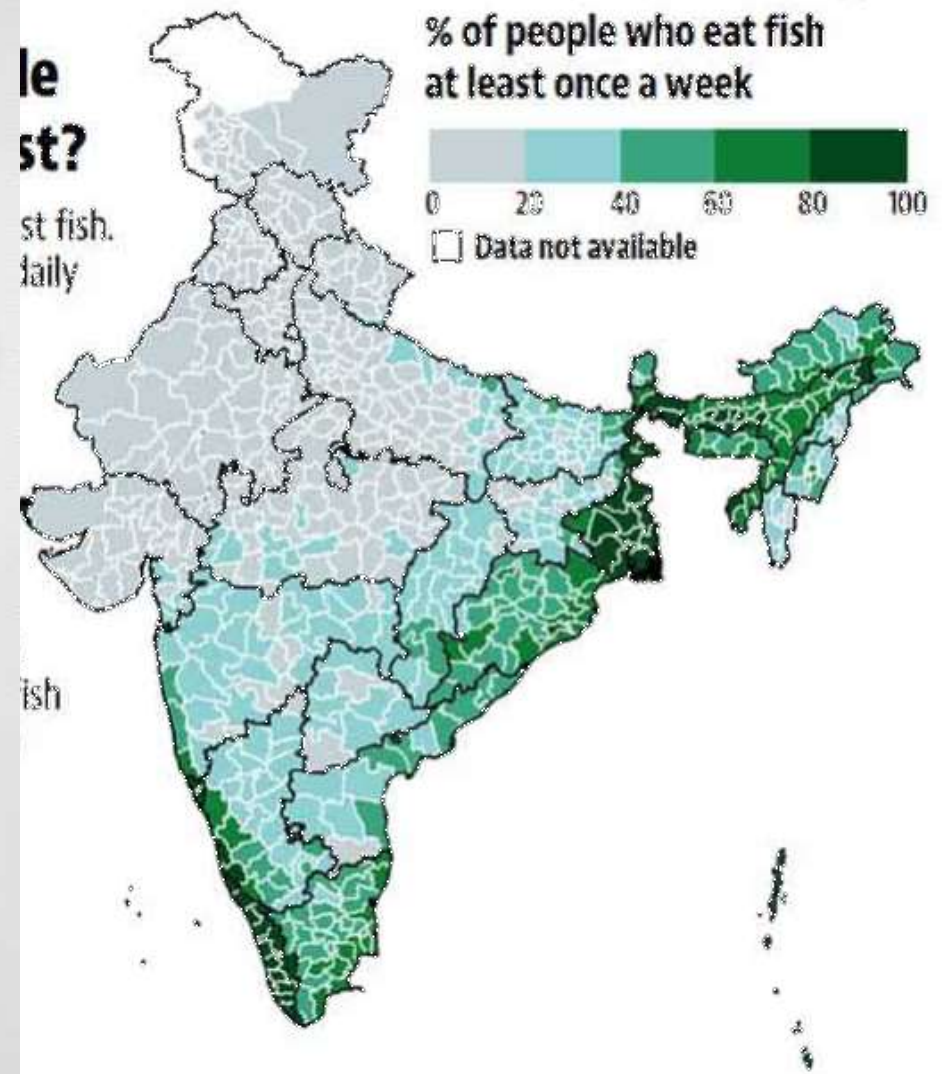 % of people who eat fish
at least once a week
0 20 40 60 80 100
Data not available
le
st?
st fish.
daily
ish